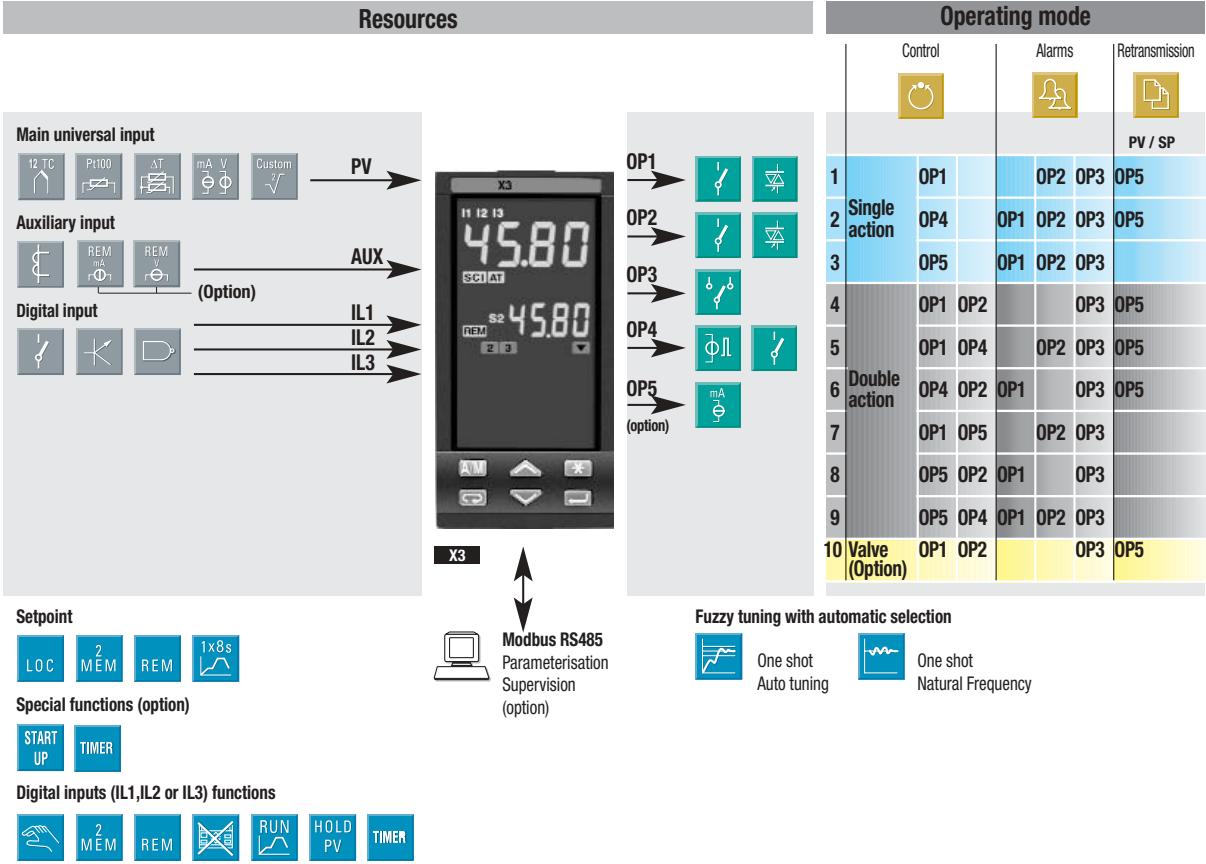 Resources
Operating mode
Control Alarms Retransmission
PV / SP
Main universal input
12 TC Pt100 ΔT mA V Custom
2√
PV
Auxiliary input
REM mA REM V
(Option)
AUX
Digital input
IL1
IL2
IL3
X3
I1 I2 I3
45.80
SCI AT
S2 45.80
REM
2 3
A/M *
X3
OP1
OP2
OP3
OP4
OP5
(option)
mA
1 Single action OP1 OP2 OP3 OP5
2 OP4 OP1 OP2 OP3 OP5
3 OP5 OP1 OP2 OP3
4 Double action OP1 OP2 OP3 OP5
5 OP1 OP4 OP2 OP3 OP5
6 OP4 OP2 OP1 OP3 OP5
7 OP1 OP5 OP2 OP3
8 OP5 OP2 OP1 OP3
9 OP5 OP4 OP1 OP2 OP3
10 Valve (Option) OP1 OP2 OP3 OP5
Modbus RS485
Parameterisation
Supervision
(option)
Setpoint
LOC 2 MEM REM 1x8s
Special functions (option)
START UP TIMER
Digital inputs (IL1,IL2 or IL3) functions
2 MEM REM RUN HOLD PV TIMER
Fuzzy tuning with automatic selection
One shot
Auto tuning
One shot
Natural Frequency